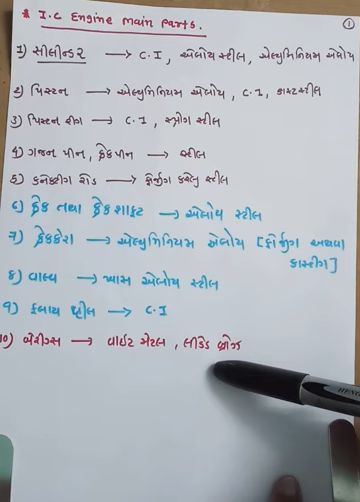 * I.C Engine Main Parts.
1
1) સીલીન્ડર → C.I, એલોય સ્ટીલ, એલ્યુમિનિયમ એલોય
2) પિસ્ટન → એલ્યુમિનિયમ એલોય, C.I, કાસ્ટસ્ટીલ
3) પિસ્ટન રીંગ → C.I, સ્પ્રીંગ સ્ટીલ
4) ગજન પીન, ક્રેંકપીન → સ્ટીલ
5) કનેક્ટીંગ રોડ → ફોર્જીંગ કરેલુ સ્ટીલ
6) ક્રેંક તથા ક્રેંકશાફ્ટ → એલોય સ્ટીલ
7) ક્રેંકકેશ → એલ્યુમિનિયમ એલોય [ફોર્જીંગ અથવા
કાસ્ટીંગ]
8) વાલ્વ → ખાસ એલોય સ્ટીલ
9) ફ્લાય વ્હીલ → C.I
10) બેરીંગ્સ → વાઈટ મેટલ, લીડેડ બ્રોંઝ